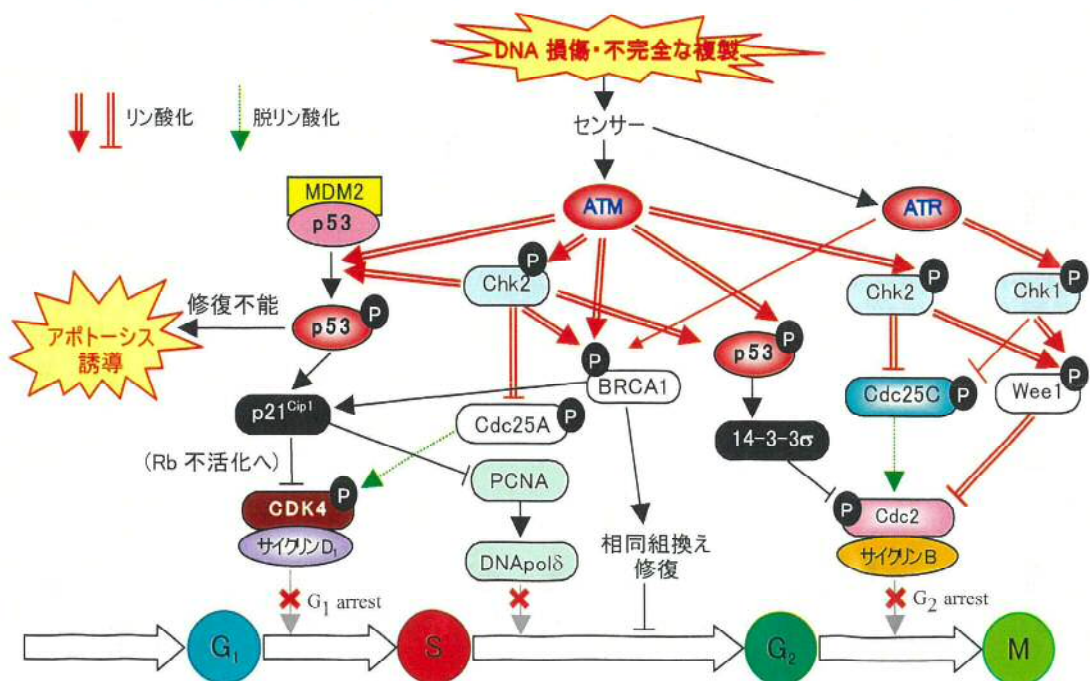 DNA 損傷・不完全な複製
リン酸化
脱リン酸化
センサー
MDM2
p53
ATM
ATR
P
Chk2
P
Chk2
P
Chk1
修復不能
p53
P
アポトーシス
誘導
P
BRCA1
p53
P
Cdc25C
P
P
Wee1
p21Cip1
Cdc25A
P
14-3-3σ
(Rb 不活化へ)
CDK4
P
サイクリンD1
PCNA
DNApolδ
相同組換え
修復
P
Cdc2
サイクリンB
G1 arrest
G2 arrest
G1
S
G2
M